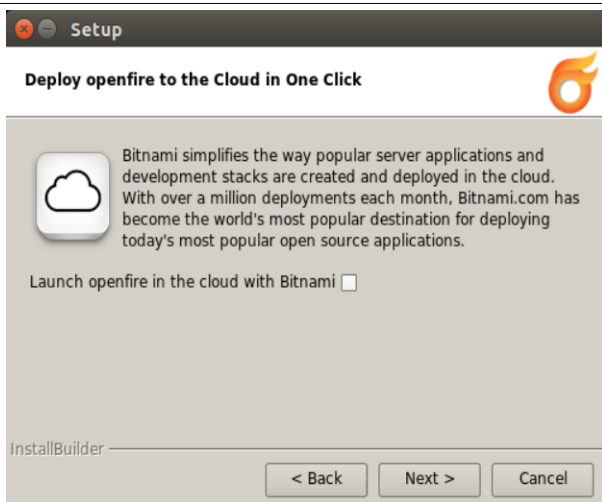 Setup
Deploy openfire to the Cloud in One Click
Bitnami simplifies the way popular server applications and
development stacks are created and deployed in the cloud.
With over a million deployments each month, Bitnami.com has
become the world's most popular destination for deploying
today's most popular open source applications.
Launch openfire in the cloud with Bitnami
InstallBuilder
< Back
Next >
Cancel